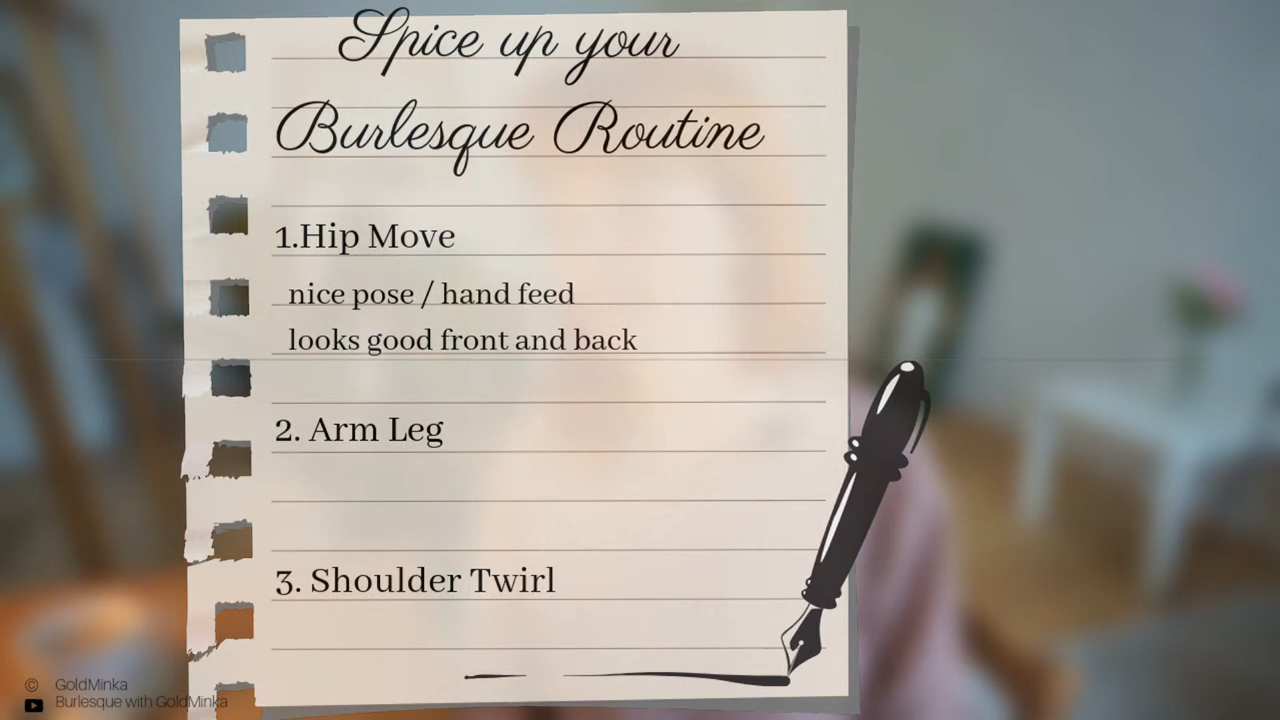 Spice up your
Burlesque Routine
1.Hip Move
nice pose / hand feed
looks good front and back
2. Arm Leg
3. Shoulder Twirl
© GoldMinka
Burlesque with GoldMinka